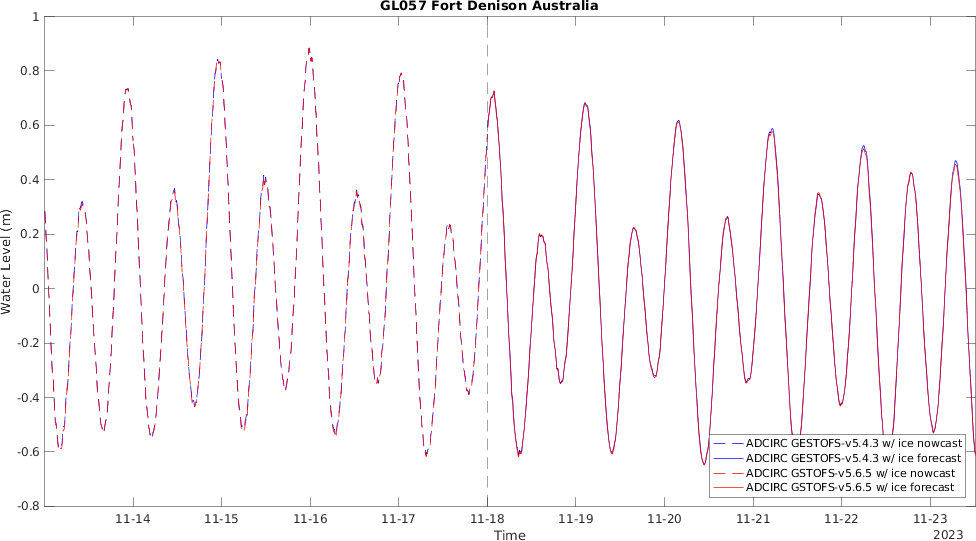 GL057 Fort Denison Australia
1
0.8
0.6
0.4
0.2
0
-0.2
-0.4
-0.6
-0.8
Water Level (m)
ADCIRC GESTOFS-v5.4.3 w/ ice nowcast
ADCIRC GESTOFS-v5.4.3 w/ ice forecast
ADCIRC GSTOFS-v5.6.5 w/ ice nowcast
ADCIRC GSTOFS-v5.6.5 w/ ice forecast
11-14 11-15 11-16 11-17 11-18 11-19 11-20 11-21 11-22 11-23
Time
2023